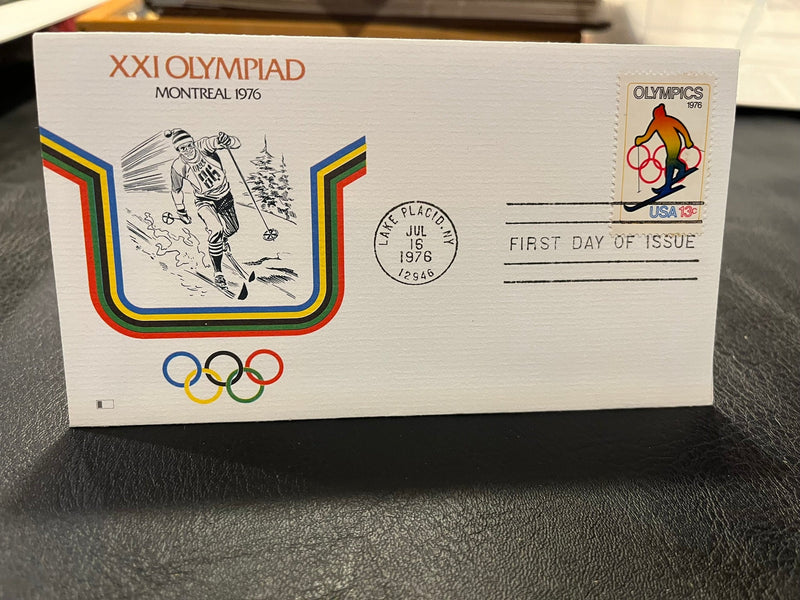 XXI OLYMPIAD
MONTREAL 1976
OLYMPICS
1976
USA 13c
LAKE PLACID, NY
JUL
16
1976
12946
FIRST DAY OF ISSUE